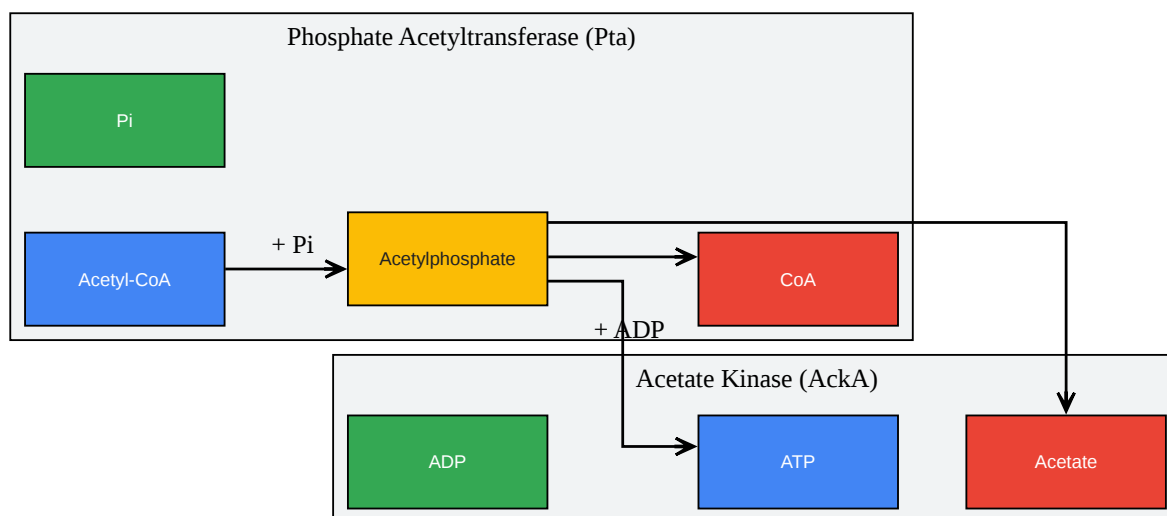 Phosphate Acetyltransferase (Pta)
Pi
Acetyl-CoA
+ Pi
Acetylphosphate
CoA
+ ADP
Acetate Kinase (AckA)
ADP
ATP
Acetate